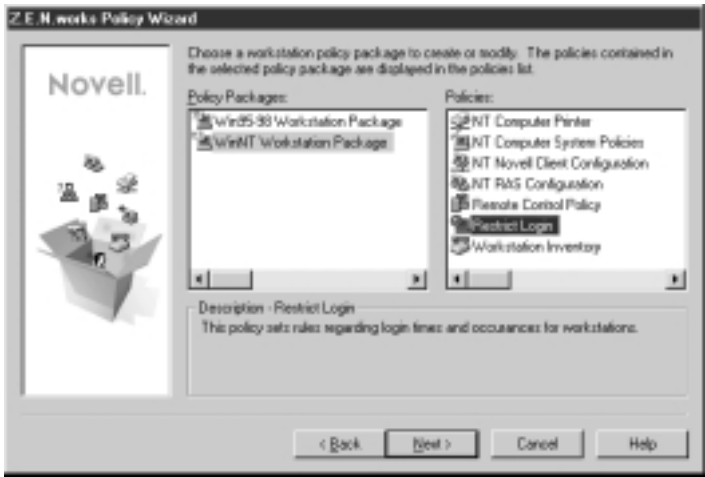 Z.E.N.works Policy Wizard
Novell.
Choose a workstation policy package to create or modify. The policies contained in
the selected policy package are displayed in the policies list.
Policy Packages:
Win95-98 Workstation Package
WinNT Workstation Package
Policies:
NT Computer Printer
NT Computer System Policies
NT Novell Client Configuration
NT RAS Configuration
Remote Control Policy
Restrict Login
Workstation Inventory
Description - Restrict Login
This policy sets rules regarding login times and occurances for workstations.
< Back
Next >
Cancel
Help